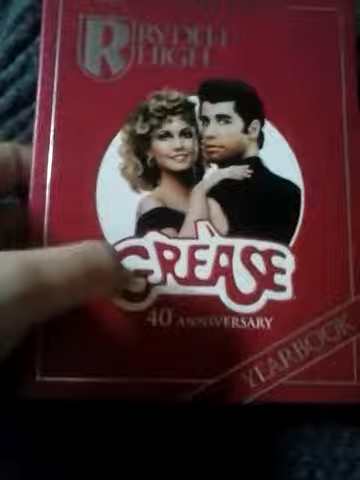 R RYDELL
HIGH
GREASE
40 ANNIVERSARY
YEARBOOK